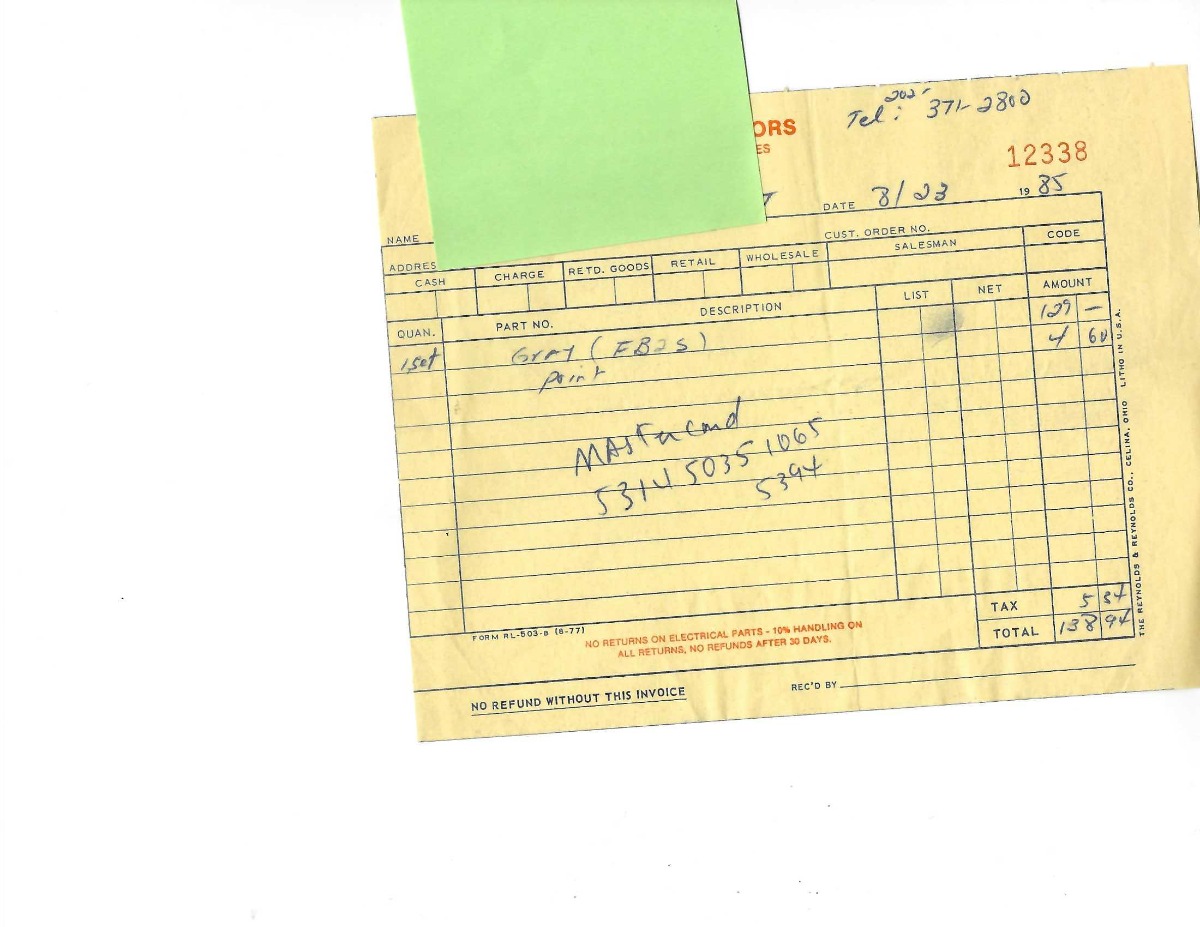 202-
Tel: 371-2800
ORS
ES
12338
DATE 8/23 19 85
NAME
CUST. ORDER NO.
ADDRES
SALESMAN CODE
CASH CHARGE RETD. GOODS RETAIL WHOLESALE
QUAN. PART NO. DESCRIPTION LIST NET AMOUNT
129 —
1 set Gray (FB2S) 4 60
paint
MAsterCard
5314 5035 1065
5394
TAX 5 34
TOTAL 138 94
FORM RL-503-B (6-77)
NO RETURNS ON ELECTRICAL PARTS - 10% HANDLING ON
ALL RETURNS, NO REFUNDS AFTER 30 DAYS.
NO REFUND WITHOUT THIS INVOICE
REC'D BY
THE REYNOLDS & REYNOLDS CO., CELINA, OHIO LITHO IN U.S.A.